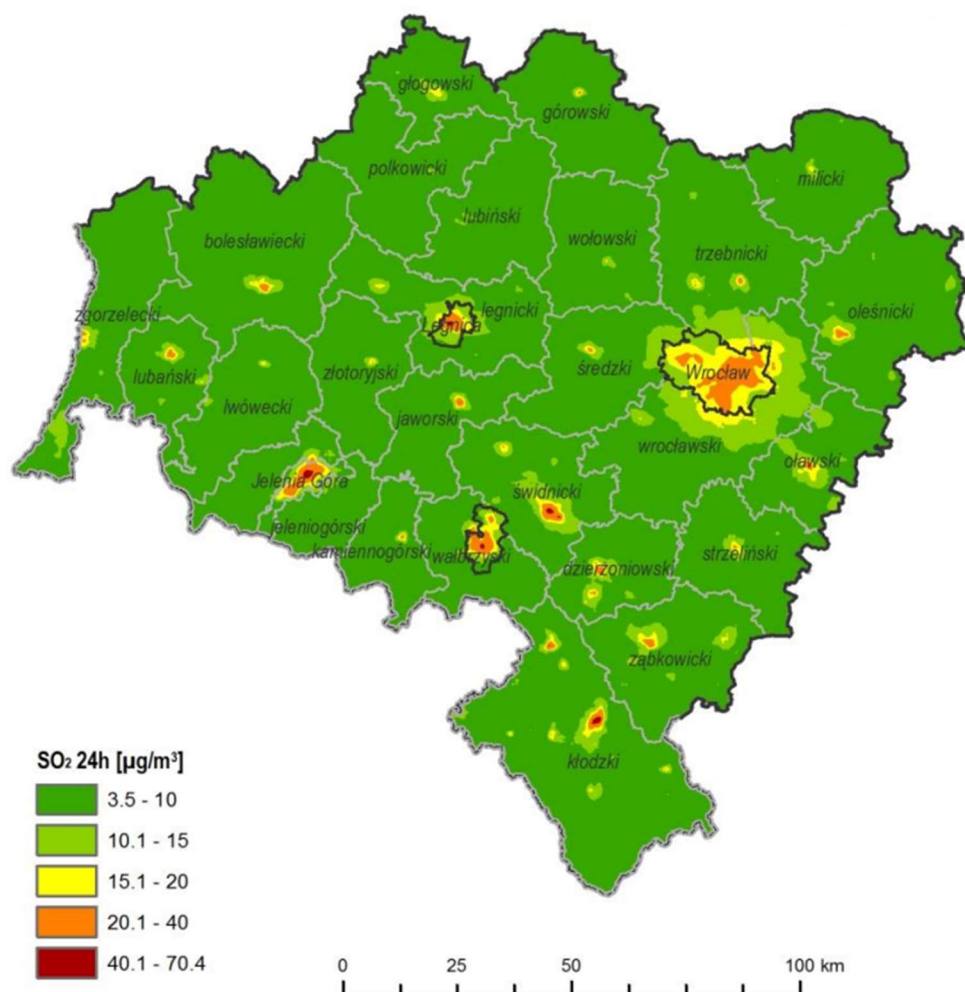 głogowski
górowski
polkowicki
milicki
lubiński
bolesławiecki
wołowski
trzebnicki
zgorzelecki
legnicki
oleśnicki
Legnica
lubański
złotoryjski
średzki
Wrocław
lwówecki
jaworski
wrocławski
oławski
Jelenia Góra
świdnicki
jeleniogórski
kamiennogórski
wałbrzyski
dzierżoniowski
strzeliński
ząbkowicki
kłodzki
SO₂ 24h [µg/m³]
3.5 - 10
10.1 - 15
15.1 - 20
20.1 - 40
40.1 - 70.4
0 25 50 100 km